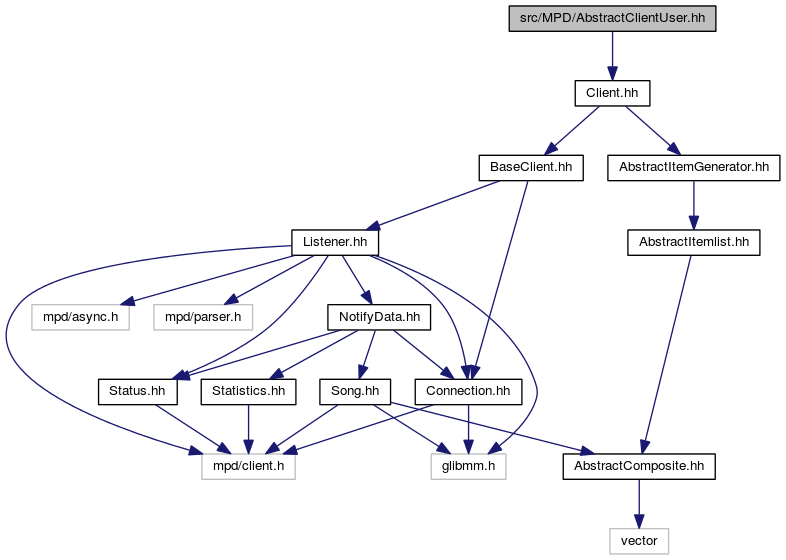 src/MPD/AbstractClientUser.hh
Client.hh
BaseClient.hh
AbstractItemGenerator.hh
Listener.hh
AbstractItemlist.hh
mpd/async.h
mpd/parser.h
NotifyData.hh
Status.hh
Statistics.hh
Song.hh
Connection.hh
mpd/client.h
glibmm.h
AbstractComposite.hh
vector